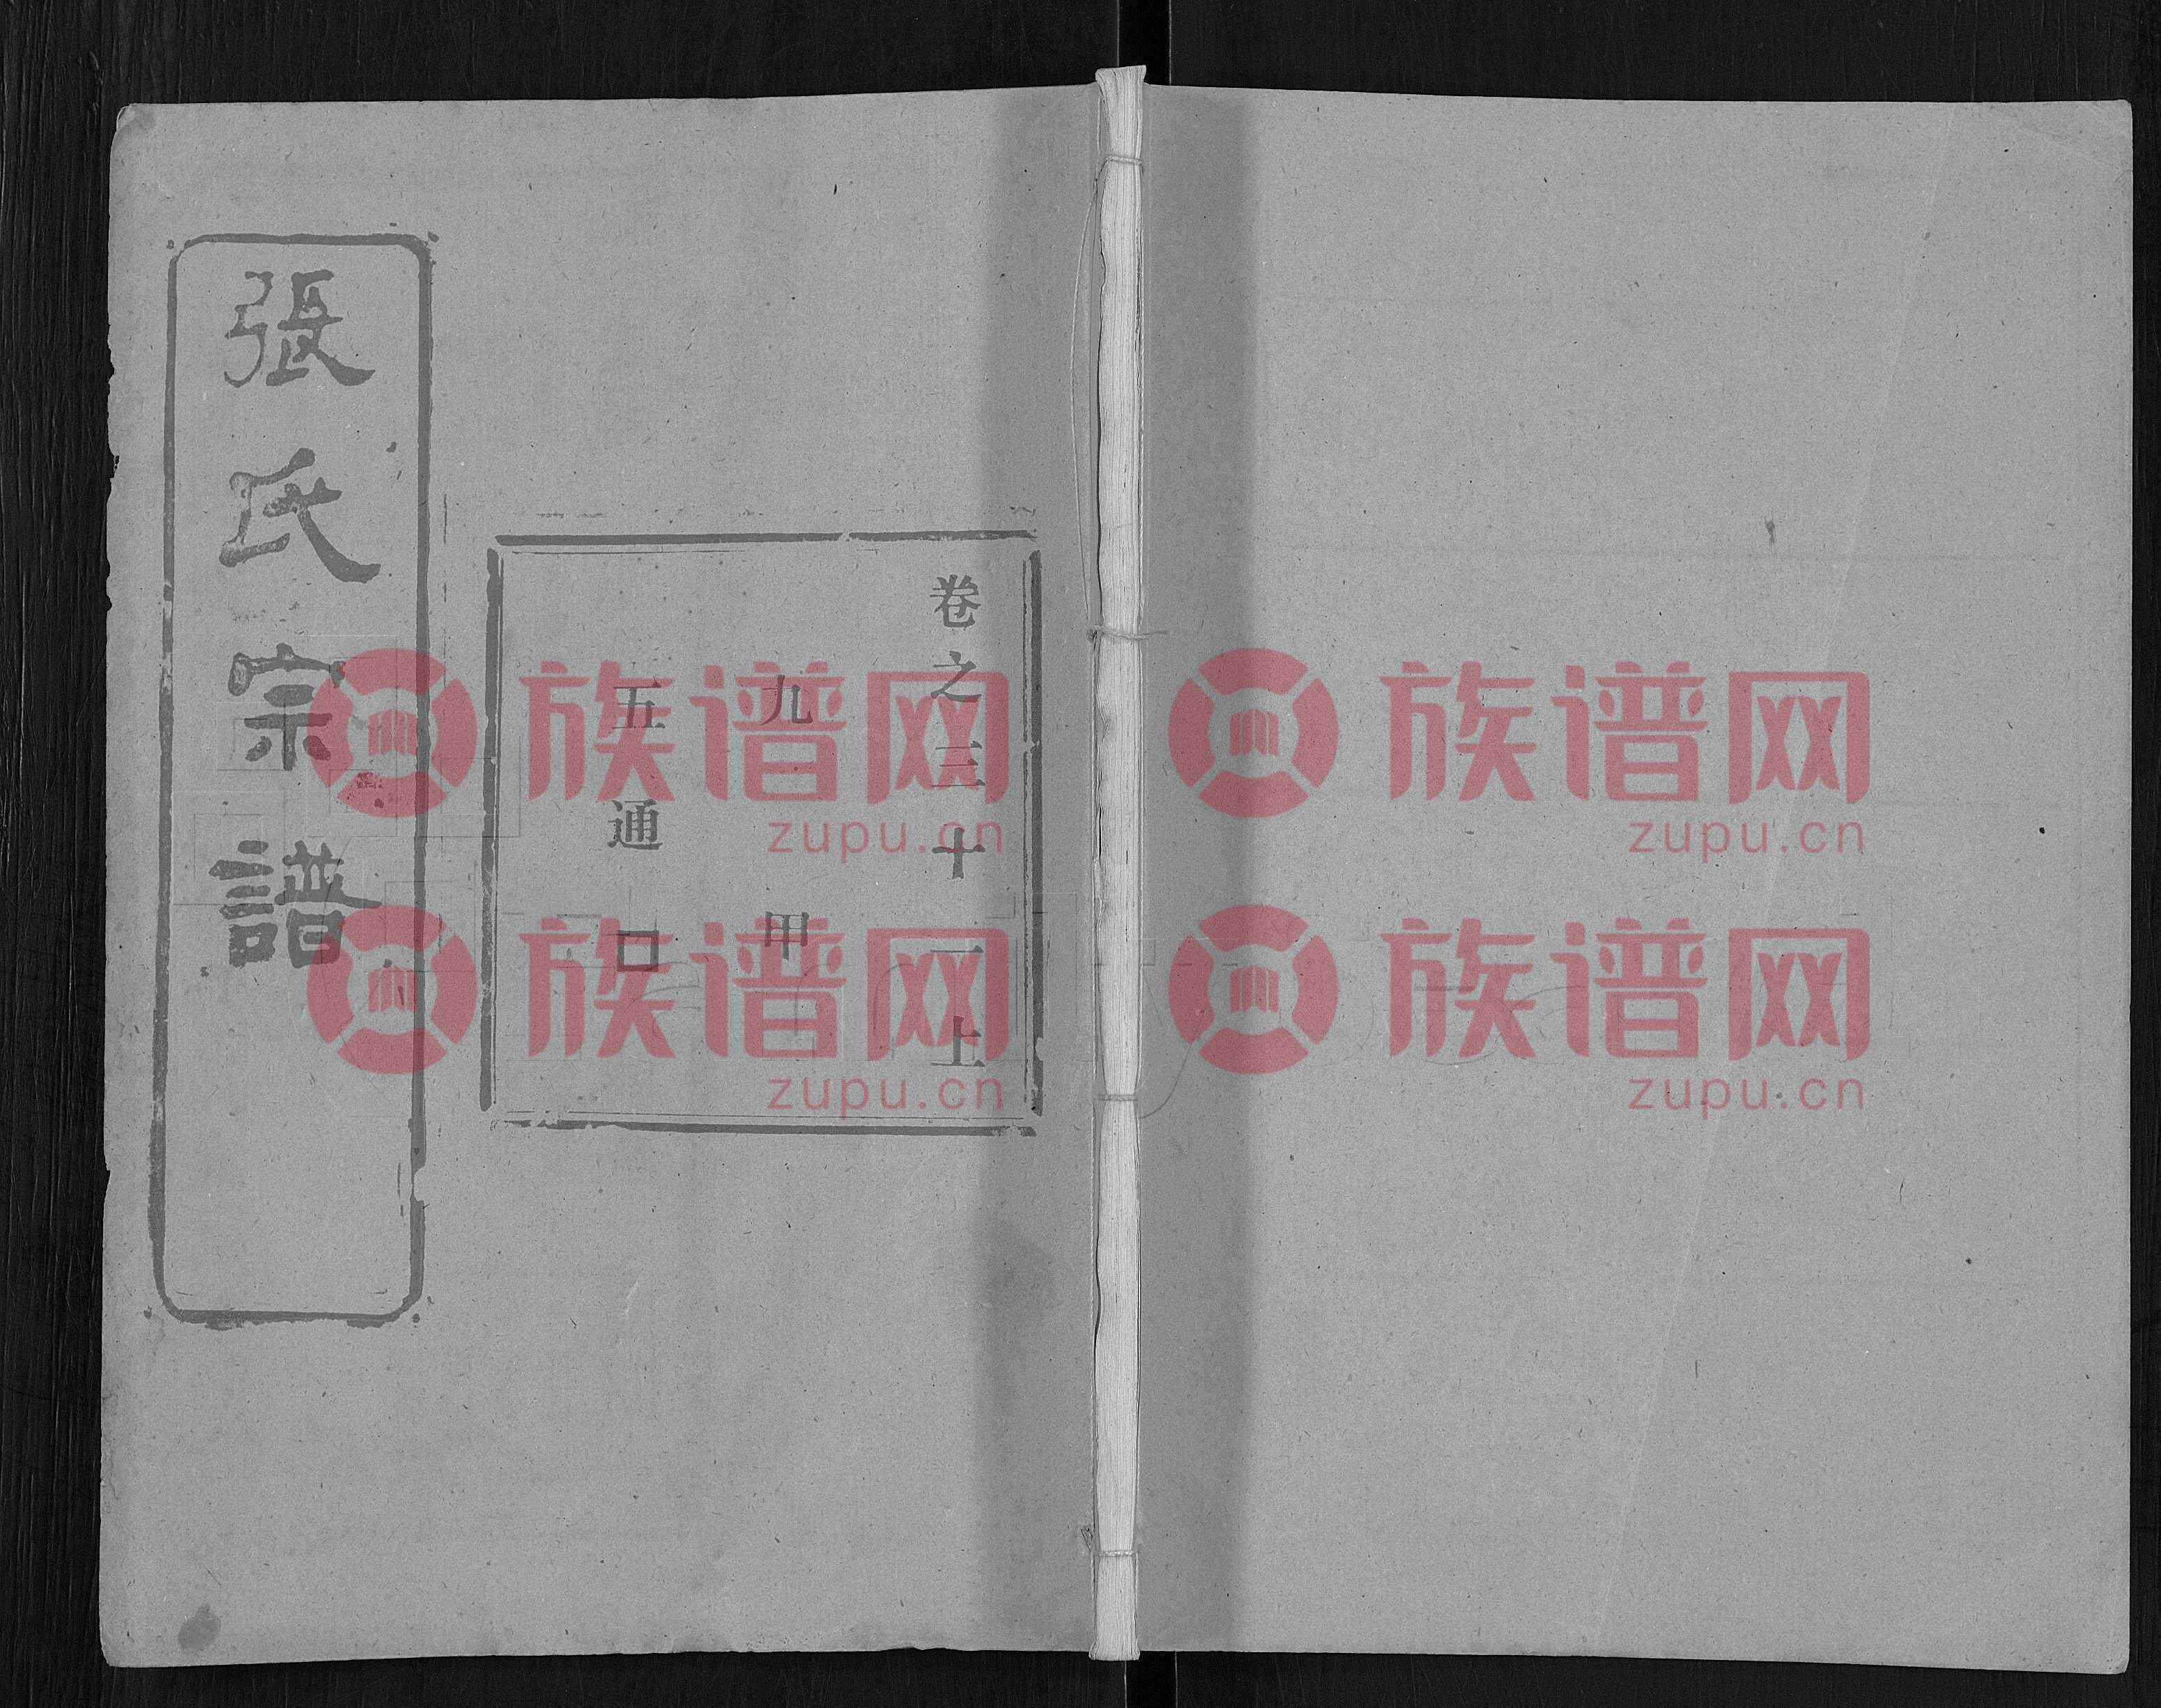 張氏宗譜
卷之三十一上
九甲
五通口
族谱网
zupu.cn
族谱网
zupu.cn
族谱网
zupu.cn
族谱网
zupu.cn